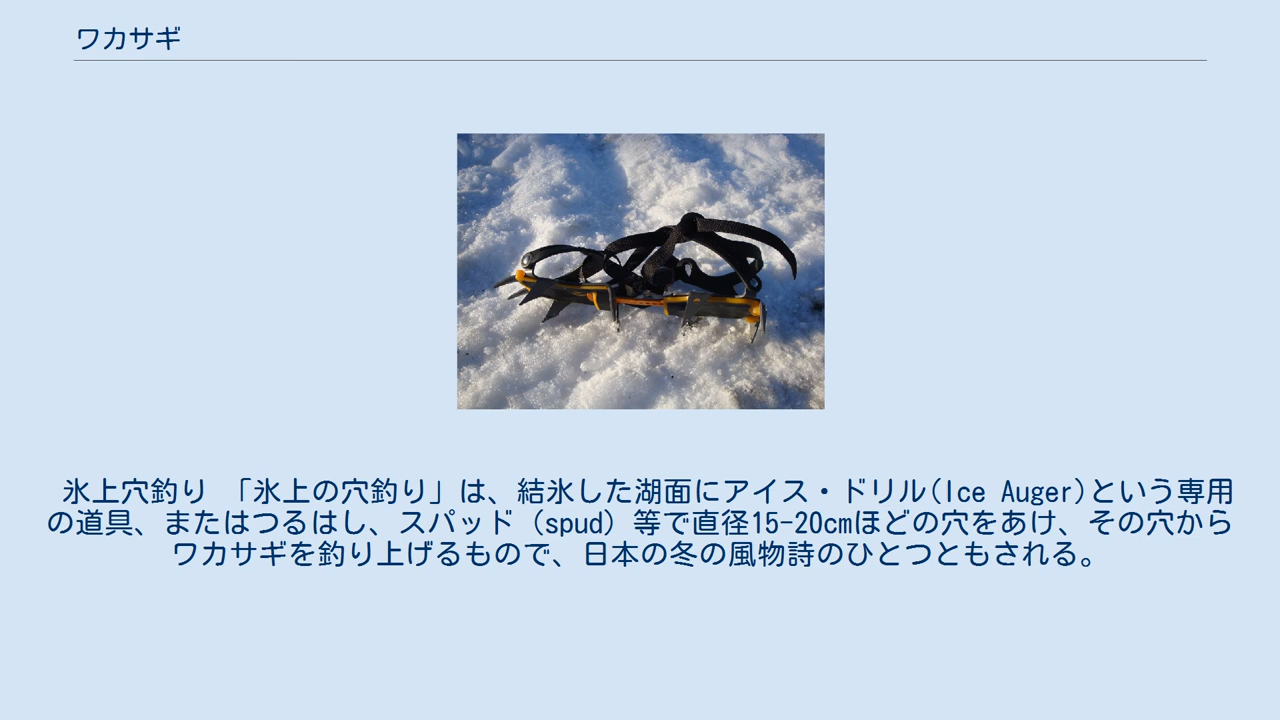 ワカサギ
氷上穴釣り 「氷上の穴釣り」は、結氷した湖面にアイス・ドリル(Ice Auger)という専用
の道具、またはつるはし、スパッド（spud）等で直径15-20cmほどの穴をあけ、その穴から
ワカサギを釣り上げるもので、日本の冬の風物詩のひとつともされる。